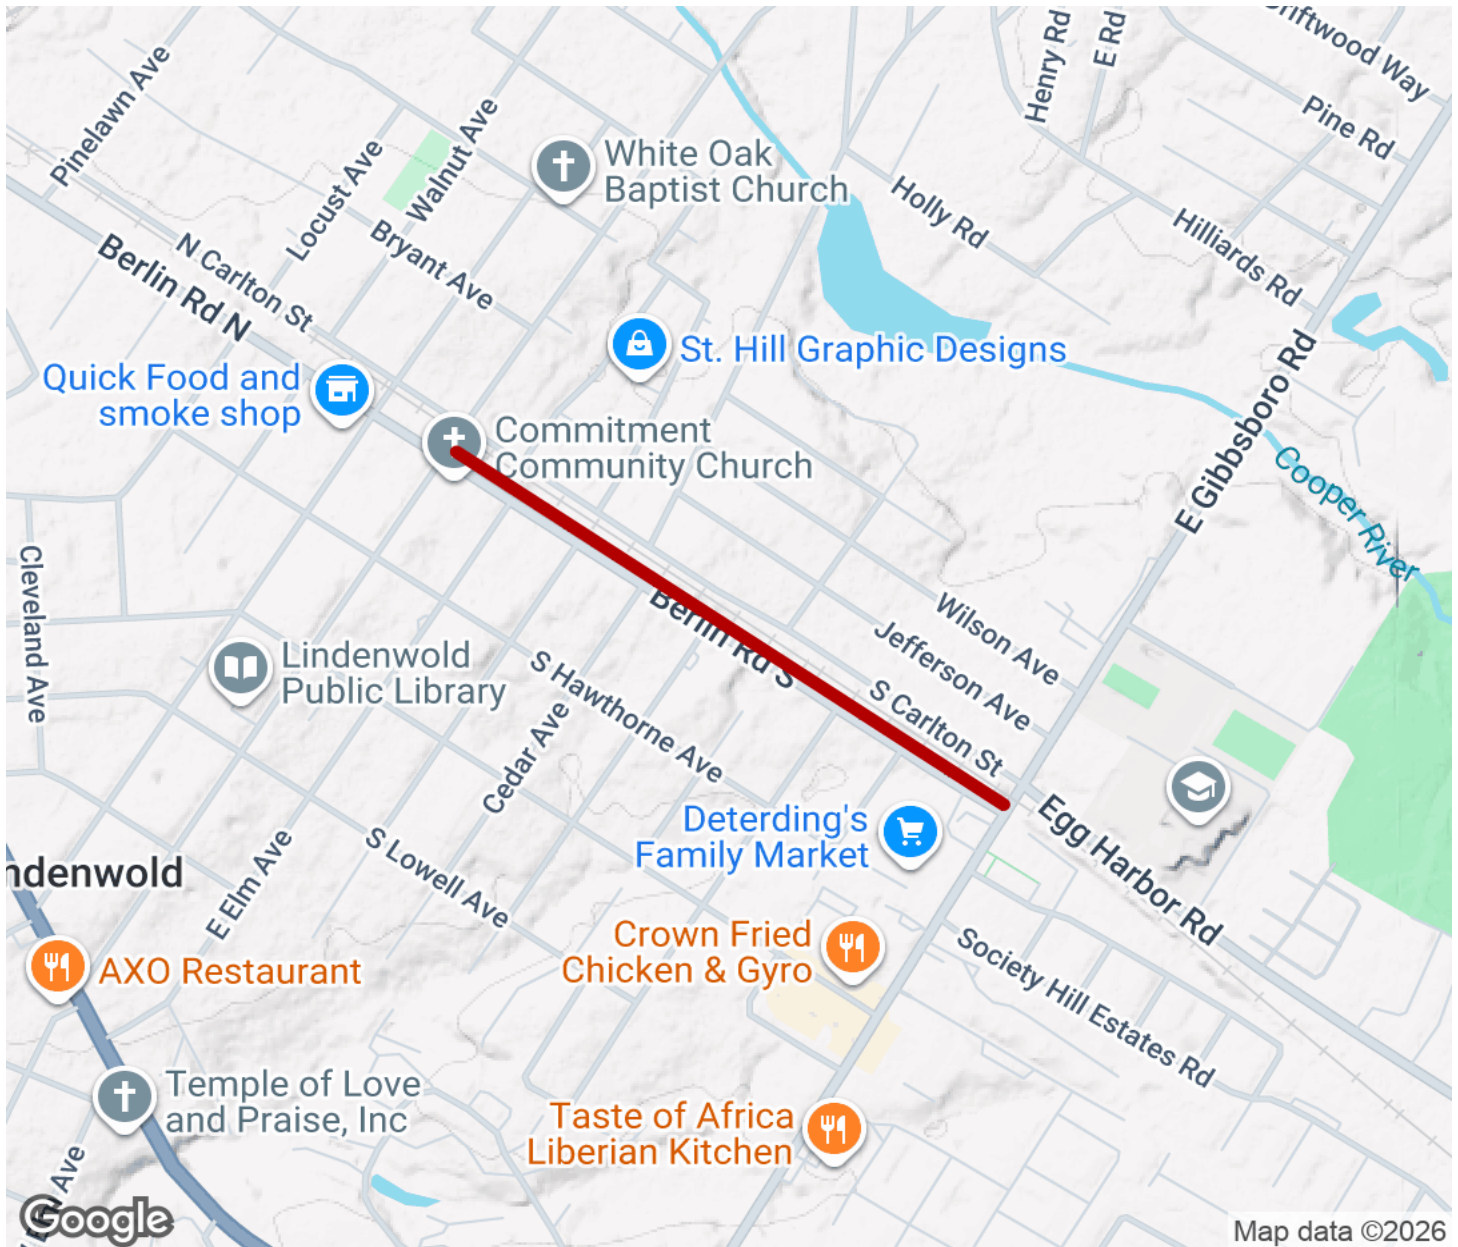 Driftwood Way
Henry Rd
E Rd
Pine Rd
Pinelawn Ave
Locust Ave
Walnut Ave
White Oak
Baptist Church
Holly Rd
Hilliards Rd
N Carlton St
Bryant Ave
Berlin Rd N
St. Hill Graphic Designs
E Gibbsboro Rd
Quick Food and
smoke shop
Commitment
Community Church
Cooper River
Cleveland Ave
Berlin Rd S
Wilson Ave
Jefferson Ave
Lindenwold
Public Library
S Hawthorne Ave
S Carlton St
Cedar Ave
Deterding's
Family Market
Egg Harbor Rd
ndenwold
E Elm Ave
S Lowell Ave
AXO Restaurant
Crown Fried
Chicken & Gyro
Society Hill Estates Rd
Temple of Love
and Praise, Inc
Taste of Africa
Liberian Kitchen
Ave
Google
Map data ©2026